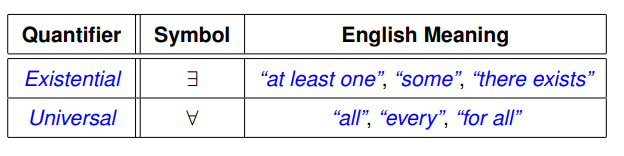 Quantifier Symbol English Meaning
Existential ∃ “at least one”, “some”, “there exists”
Universal ∀ “all”, “every”, “for all”